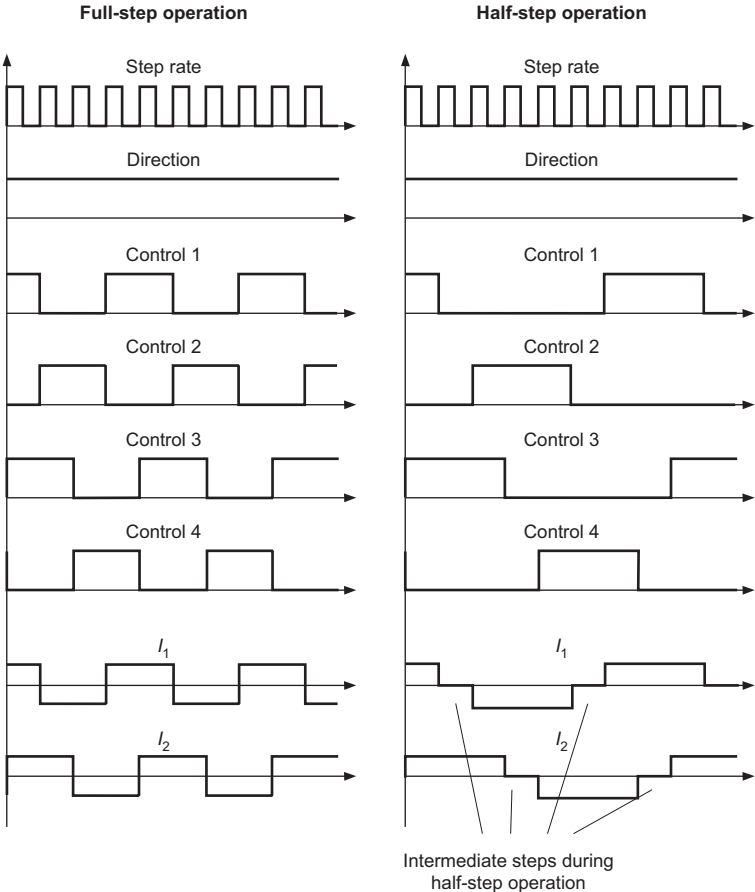 Full-step operation
Half-step operation
Step rate
Step rate
Direction
Direction
Control 1
Control 1
Control 2
Control 2
Control 3
Control 3
Control 4
Control 4
I1
I1
I2
I2
Intermediate steps during
half-step operation